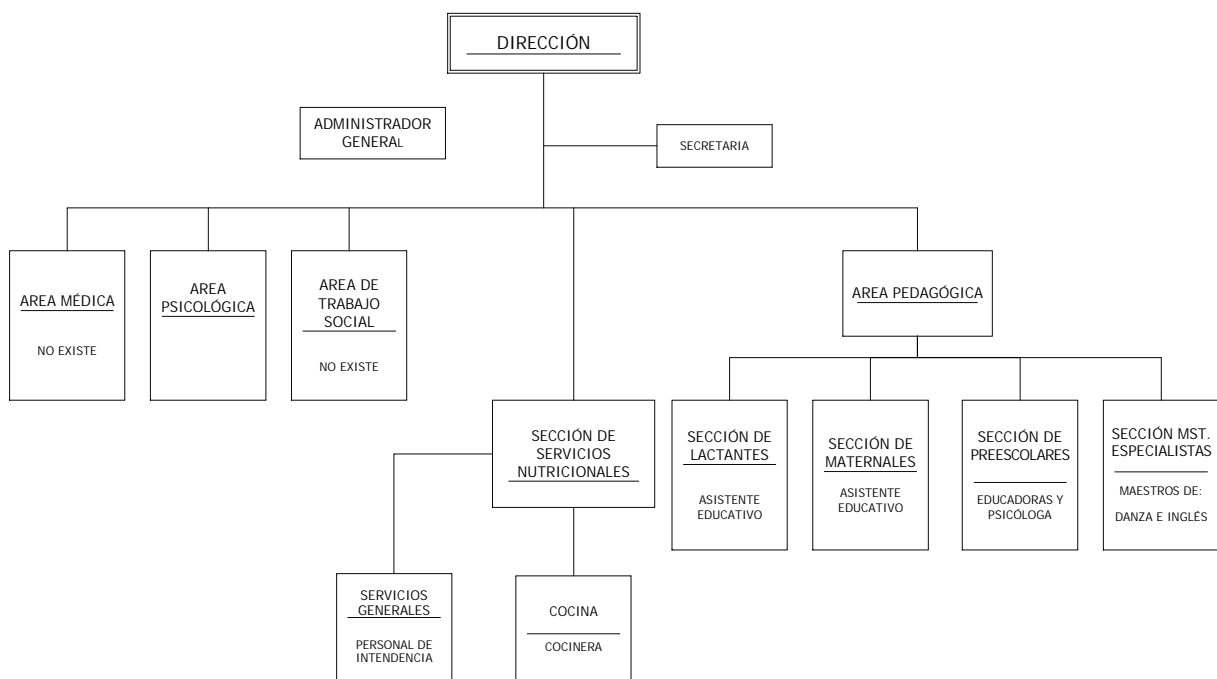 DIRECCIÓN
ADMINISTRADOR
GENERAL
SECRETARIA
AREA MÉDICA
NO EXISTE
AREA
PSICOLÓGICA
AREA DE
TRABAJO
SOCIAL
NO EXISTE
AREA PEDAGÓGICA
SECCIÓN DE
SERVICIOS
NUTRICIONALES
SECCIÓN DE
LACTANTES
ASISTENTE
EDUCATIVO
SECCIÓN DE
MATERNALES
ASISTENTE
EDUCATIVO
SECCIÓN DE
PREESCOLARES
EDUCADORAS Y
PSICÓLOGA
SECCIÓN MST.
ESPECIALISTAS
MAESTROS DE:
DANZA E INGLÉS
SERVICIOS
GENERALES
PERSONAL DE
INTENDENCIA
COCINA
COCINERA